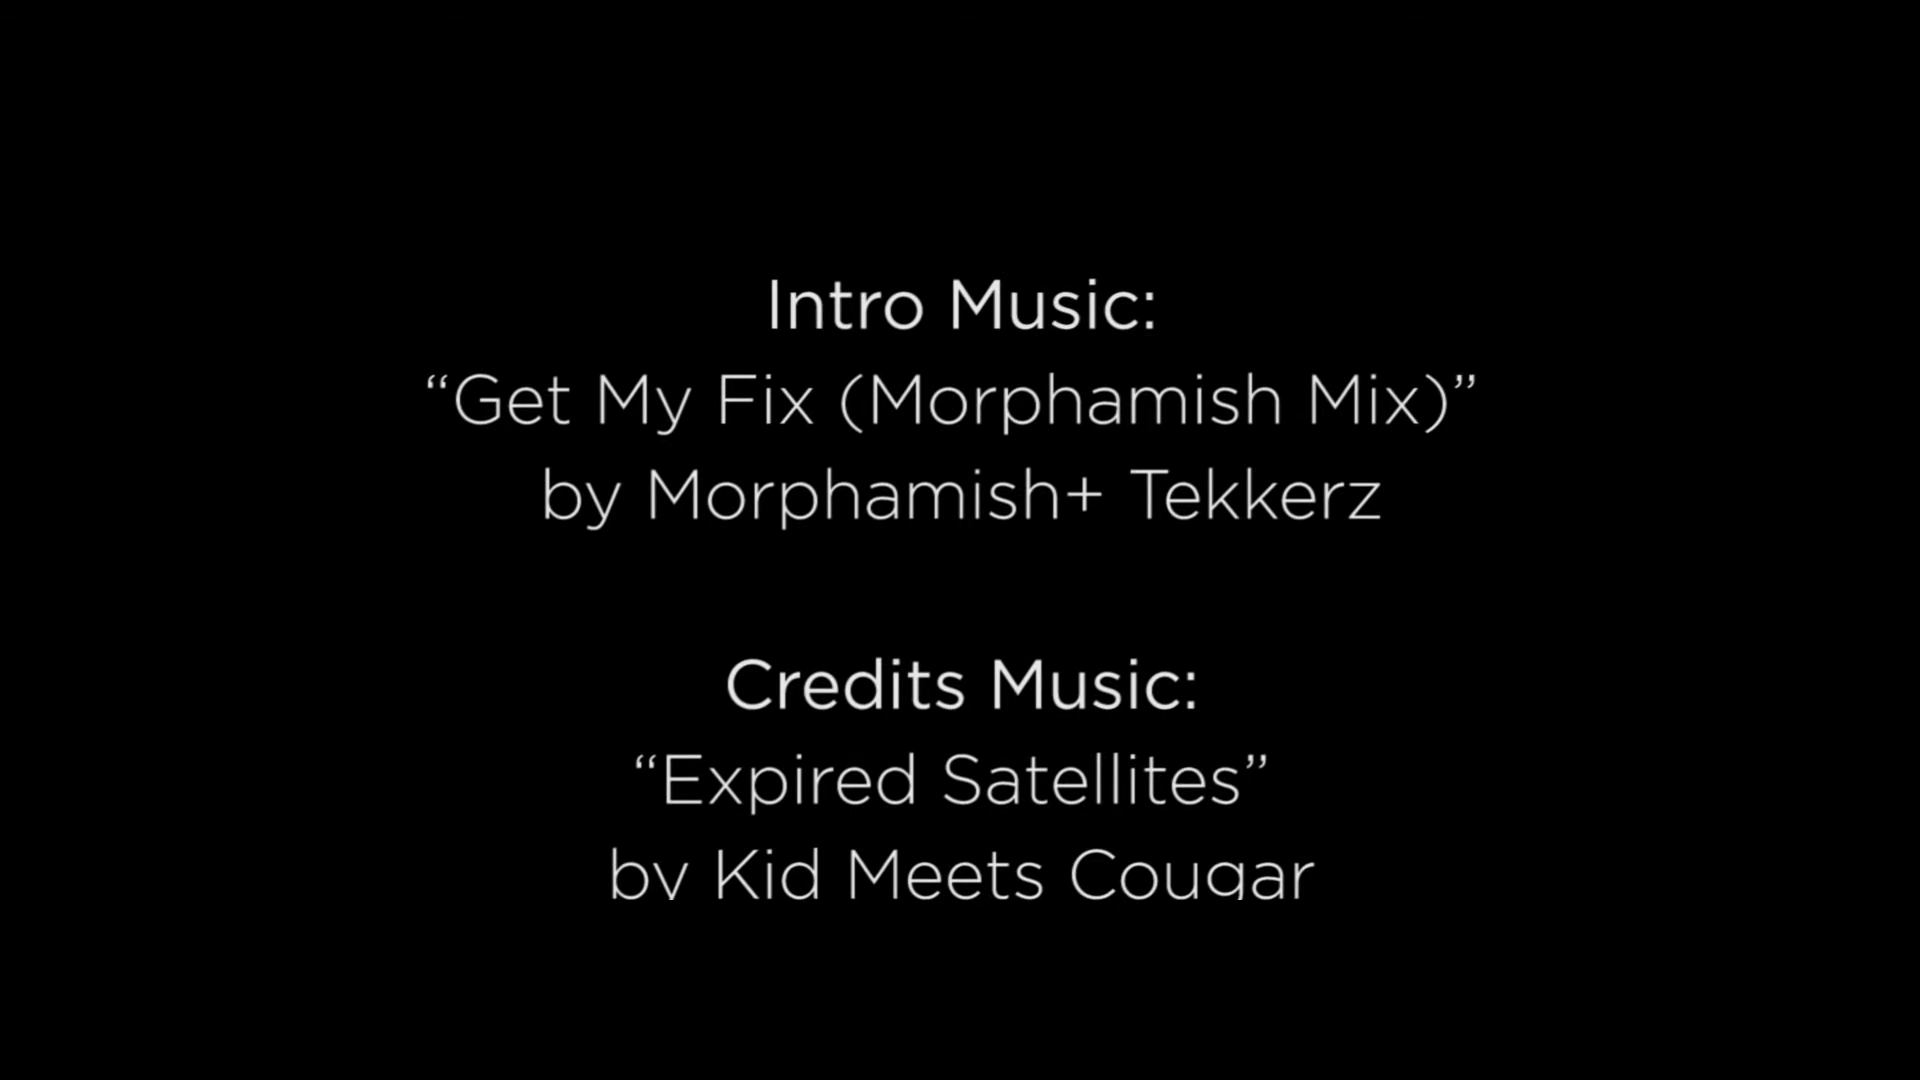 Intro Music:
“Get My Fix (Morphamish Mix)”
by Morphamish+ Tekkerz
Credits Music:
“Expired Satellites”
by Kid Meets Cougar